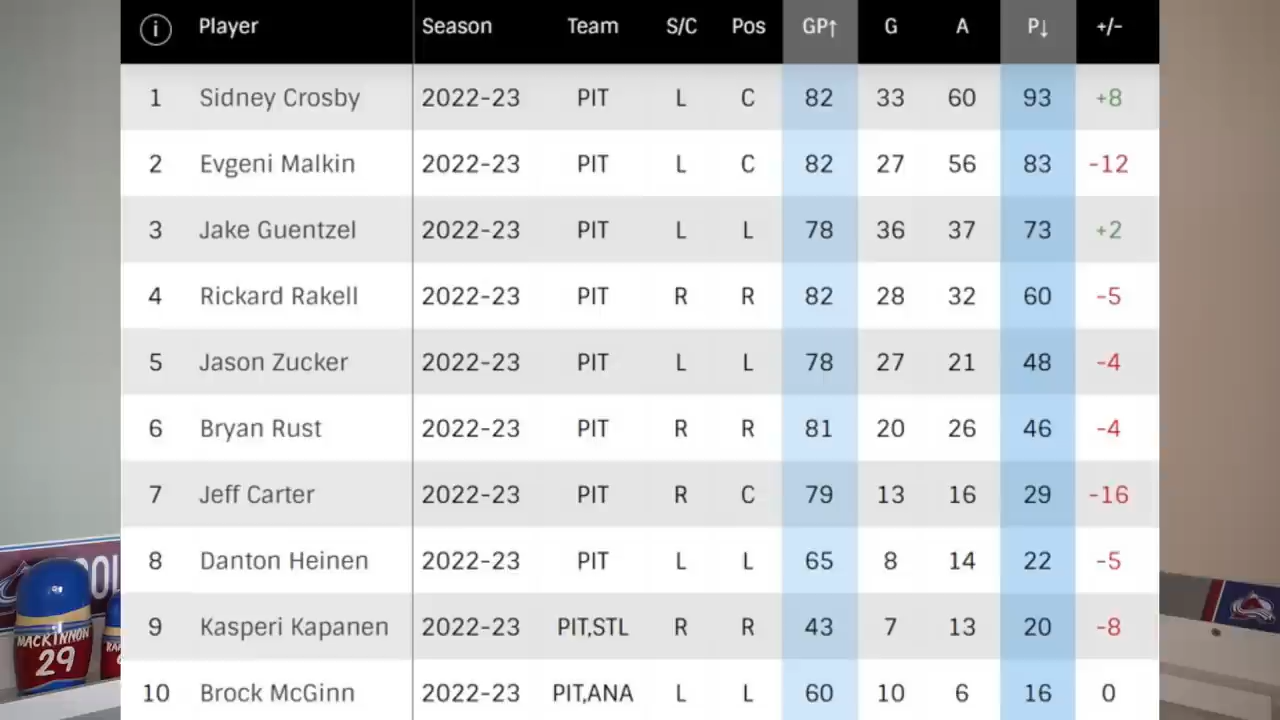 i Player Season Team S/C Pos GP↑ G A P↓ +/-
1 Sidney Crosby 2022-23 PIT L C 82 33 60 93 +8
2 Evgeni Malkin 2022-23 PIT L C 82 27 56 83 -12
3 Jake Guentzel 2022-23 PIT L L 78 36 37 73 +2
4 Rickard Rakell 2022-23 PIT R R 82 28 32 60 -5
5 Jason Zucker 2022-23 PIT L L 78 27 21 48 -4
6 Bryan Rust 2022-23 PIT R R 81 20 26 46 -4
7 Jeff Carter 2022-23 PIT R C 79 13 16 29 -16
8 Danton Heinen 2022-23 PIT L L 65 8 14 22 -5
9 Kasperi Kapanen 2022-23 PIT,STL R R 43 7 13 20 -8
10 Brock McGinn 2022-23 PIT,ANA L L 60 10 6 16 0
MACKINNON
29